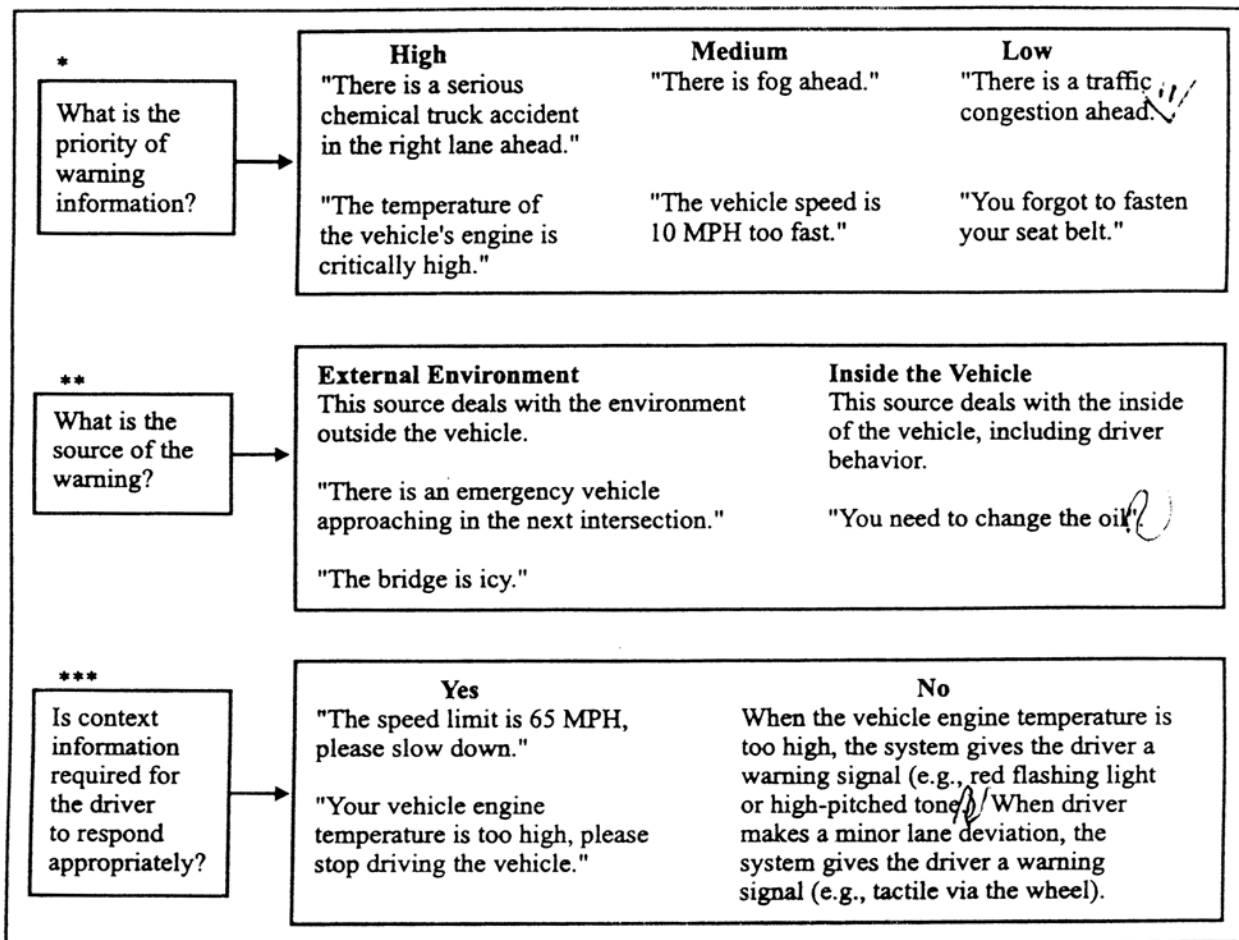 *
What is the
priority of
warning
information?
High
"There is a serious
chemical truck accident
in the right lane ahead."
"The temperature of
the vehicle's engine is
critically high."
Medium
"There is fog ahead."
"The vehicle speed is
10 MPH too fast."
Low
"There is a traffic
congestion ahead."
"You forgot to fasten
your seat belt."
**
What is the
source of the
warning?
External Environment
This source deals with the environment
outside the vehicle.
"There is an emergency vehicle
approaching in the next intersection."
"The bridge is icy."
Inside the Vehicle
This source deals with the inside
of the vehicle, including driver
behavior.
"You need to change the oil".
***
Is context
information
required for
the driver
to respond
appropriately?
Yes
"The speed limit is 65 MPH,
please slow down."
"Your vehicle engine
temperature is too high, please
stop driving the vehicle."
No
When the vehicle engine temperature is
too high, the system gives the driver a
warning signal (e.g., red flashing light
or high-pitched tone) When driver
makes a minor lane deviation, the
system gives the driver a warning
signal (e.g., tactile via the wheel).